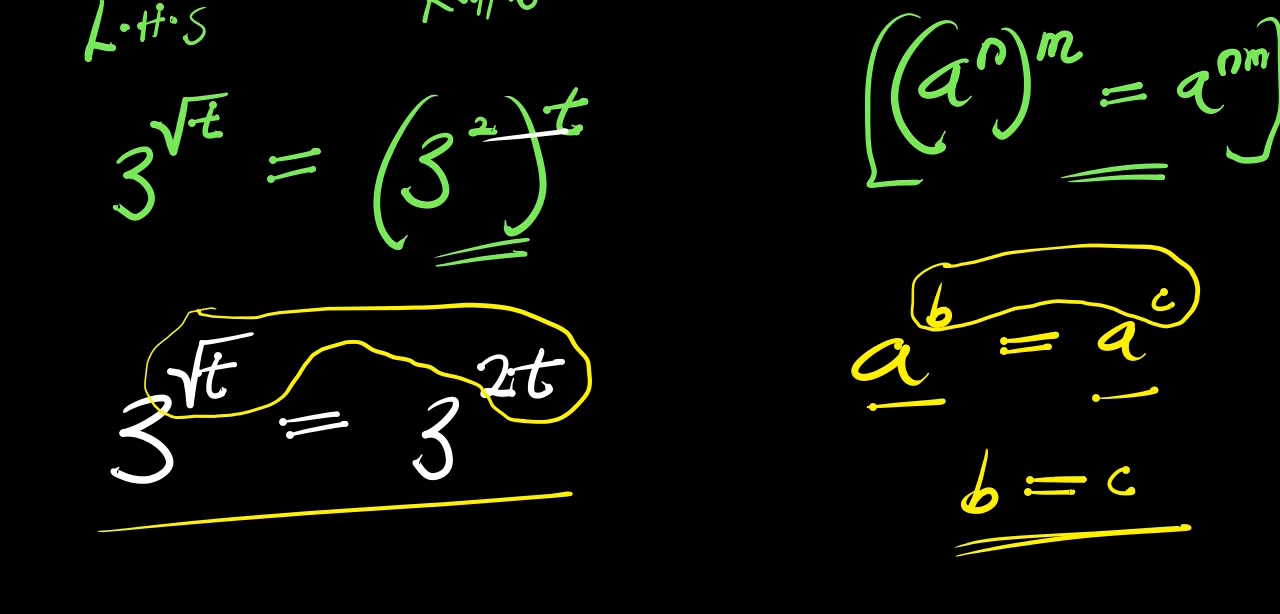 L.H.S
3^√t = (3^2)^t
3^√t = 3^2t
[(a^n)^m = a^nm]
a^b = a^c
b = c